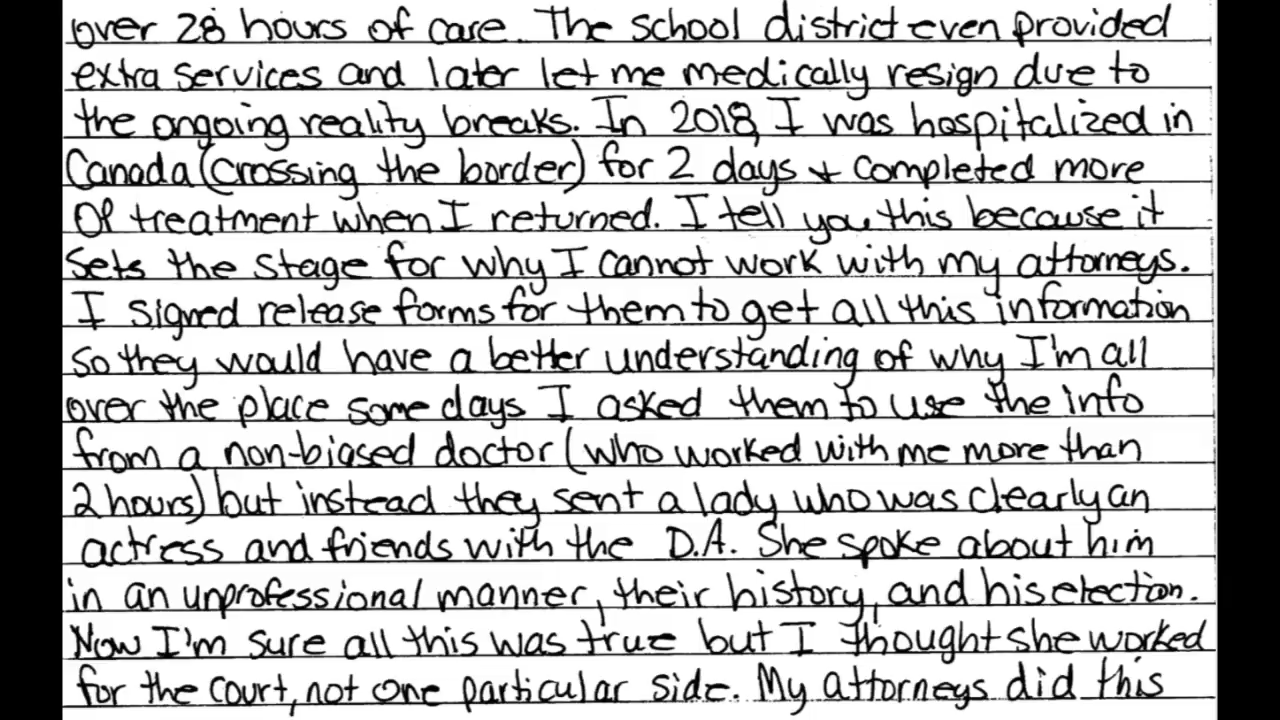 over 28 hours of care. The school district even provided
extra services and later let me medically resign due to
the ongoing reality breaks. In 2018, I was hospitalized in
Canada (crossing the border) for 2 days + completed more
OP treatment when I returned. I tell you this because it
sets the stage for why I cannot work with my attorneys.
I signed release forms for them to get all this information
so they would have a better understanding of why I'm all
over the place some days I asked them to use the info
from a non-biased doctor (who worked with me more than
2 hours) but instead they sent a lady who was clearly an
actress and friends with the D.A. She spoke about him
in an unprofessional manner, their history, and his election.
Now I'm sure all this was true but I thought she worked
for the court, not one particular side. My attorneys did this